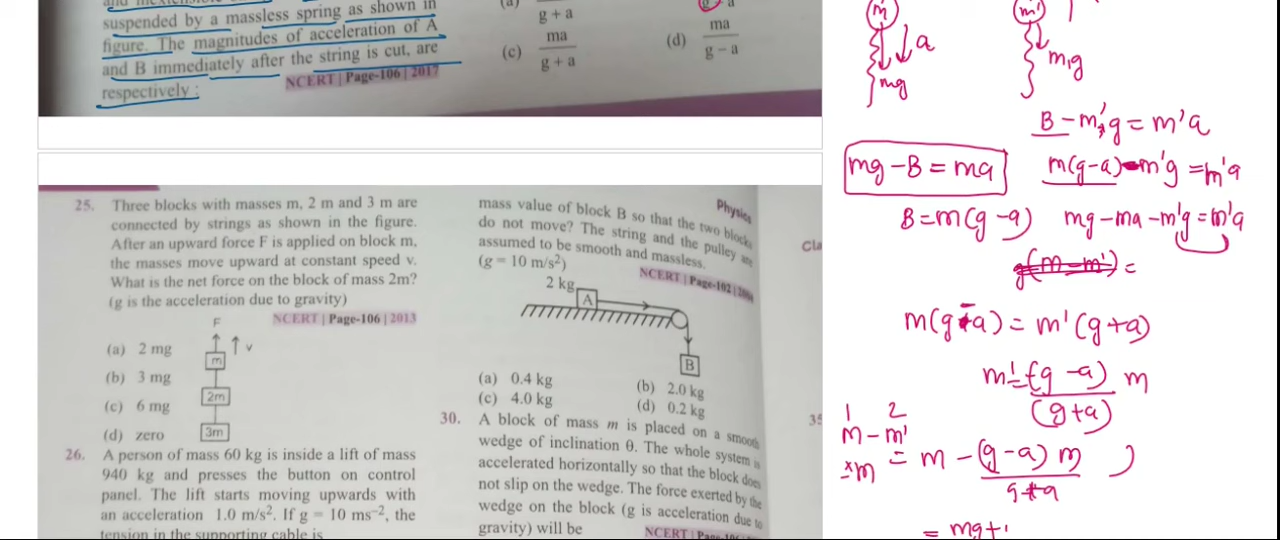 suspended by a massless spring as shown in
figure. The magnitudes of acceleration of A
and B immediately after the string is cut, are
respectively :
NCERT | Page-106 | 2017
(a)
g + a
(c) ma
g + a
(d) ma
g - a
25. Three blocks with masses m, 2 m and 3 m are
connected by strings as shown in the figure.
After an upward force F is applied on block m,
the masses move upward at constant speed v.
What is the net force on the block of mass 2m?
(g is the acceleration due to gravity)
NCERT | Page-106 | 2013
(a) 2 mg
(b) 3 mg
(c) 6 mg
(d) zero
F
v
m
2m
3m
26. A person of mass 60 kg is inside a lift of mass
940 kg and presses the button on control
panel. The lift starts moving upwards with
an acceleration 1.0 m/s². If g = 10 ms⁻², the
tension in the supporting cable is
Physics
mass value of block B so that the two blocks
do not move? The string and the pulley are
assumed to be smooth and massless.
(g = 10 m/s²)
NCERT | Page-102 |
2 kg
A
B
(a) 0.4 kg
(b) 2.0 kg
(c) 4.0 kg
(d) 0.2 kg
30. A block of mass m is placed on a smooth
wedge of inclination θ. The whole system is
accelerated horizontally so that the block does
not slip on the wedge. The force exerted by the
wedge on the block (g is acceleration due to
gravity) will be
NCERT
35
m
a
mg
m'
m,g
B - m'g = m'a
mg - B = ma
m(g-a) - m'g = m'a
B = m(g - a)
mg - ma - m'g = m'a
g(m - m') =
m(g - a) = m'(g + a)
m' = (g - a) m
(g + a)
1 2
m - m'
= m - (g - a) m
g + a
= mg +